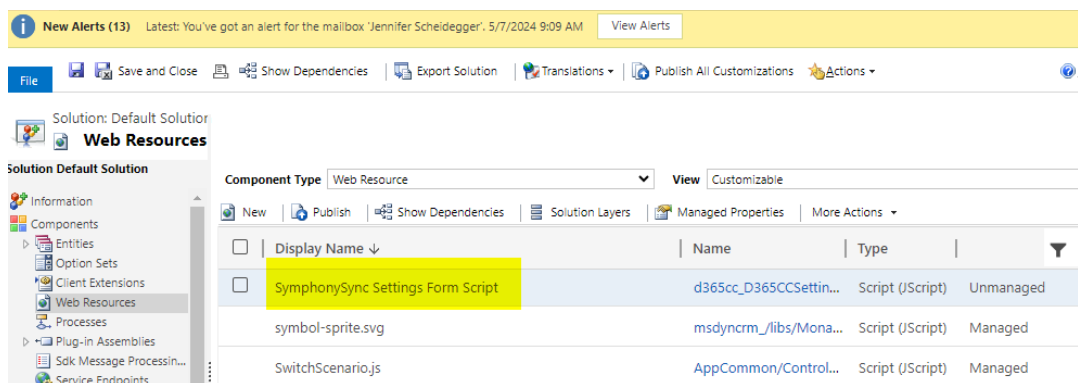 New Alerts (13) Latest: You've got an alert for the mailbox 'Jennifer Scheidegger'. 5/7/2024 9:09 AM View Alerts
File Save and Close Show Dependencies Export Solution Translations Publish All Customizations Actions
Solution: Default Solution
Web Resources
Solution Default Solution
Information
Components
Entities
Option Sets
Client Extensions
Web Resources
Processes
Plug-in Assemblies
Sdk Message Processin...
Service Endpoints
Component Type Web Resource View Customizable
New Publish Show Dependencies Solution Layers Managed Properties More Actions
Display Name ↓ Name Type
SymphonySync Settings Form Script d365cc_D365CCSettin... Script (JScript) Unmanaged
symbol-sprite.svg msdyncrm_/libs/Mona... Script (JScript) Managed
SwitchScenario.js AppCommon/Control... Script (JScript) Managed